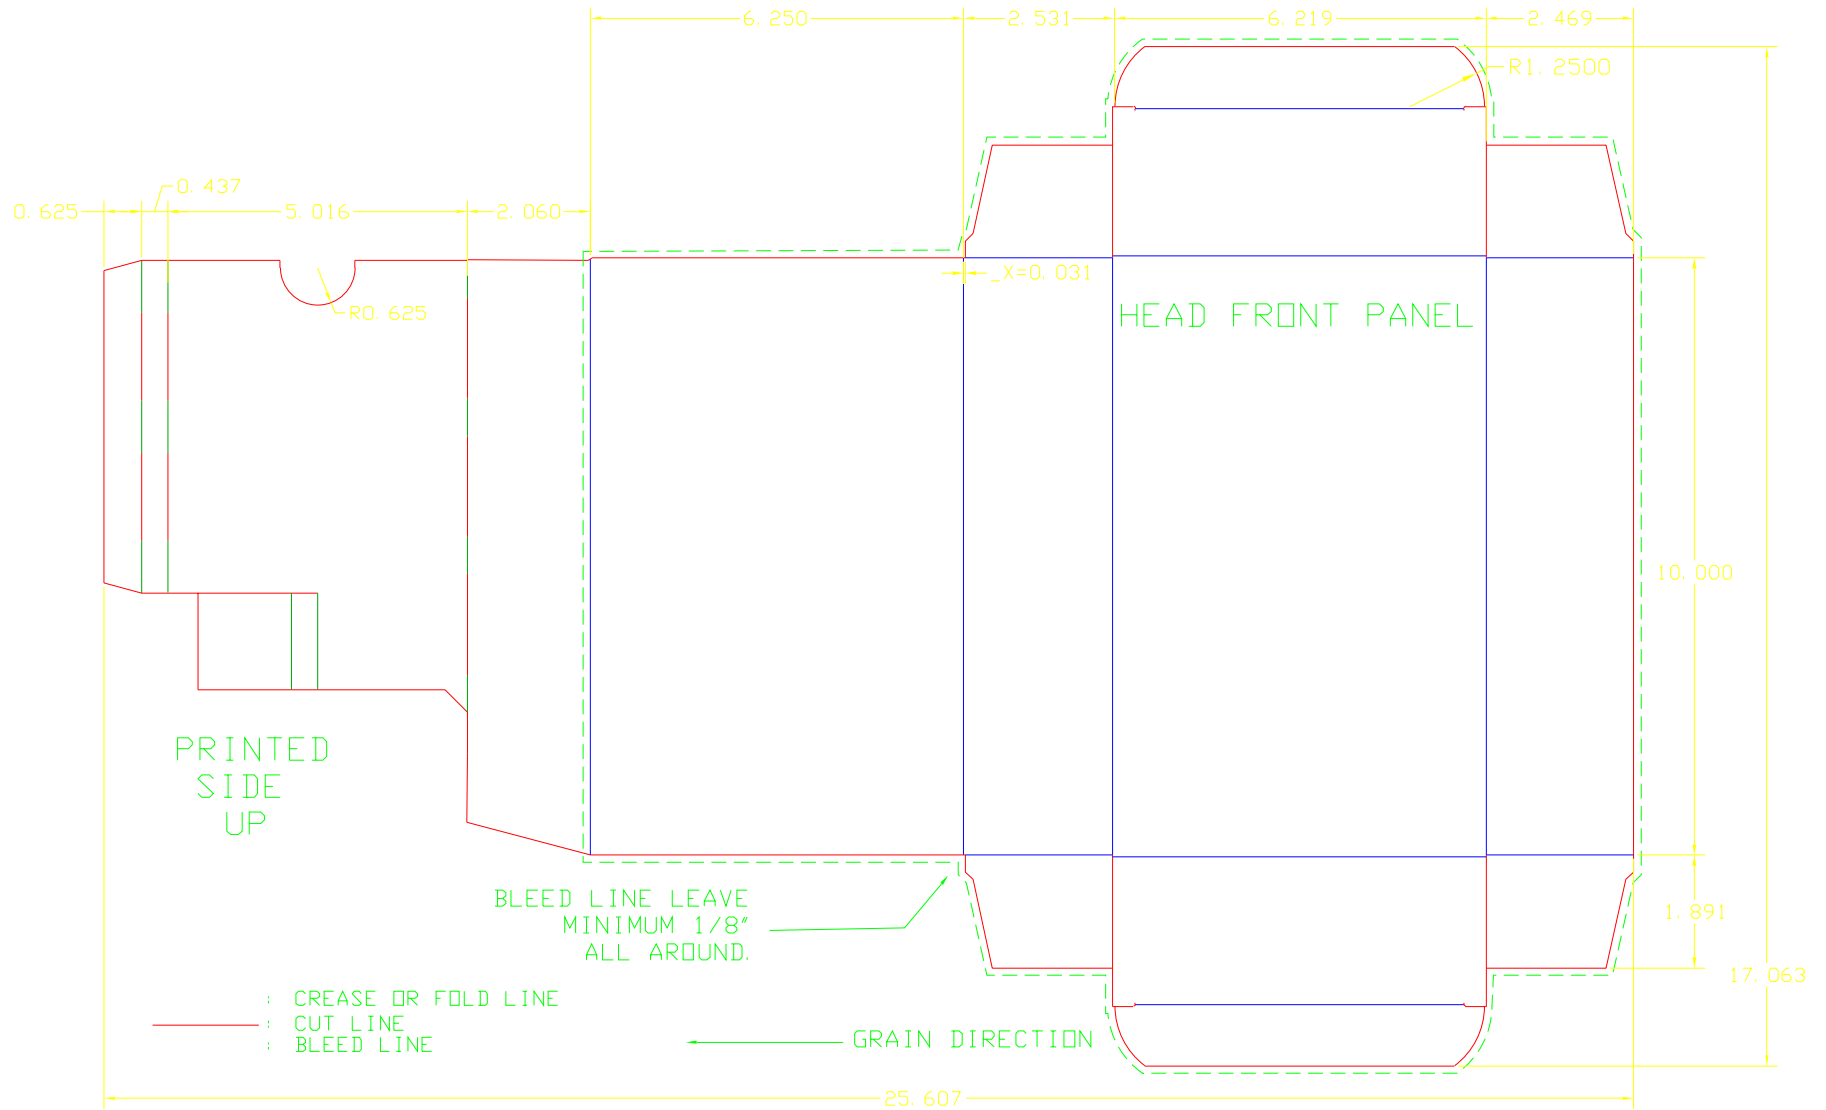 6.250
2.531
6.219
2.469
R1.2500
0.437
0.625
5.016
2.060
_X=0.031
R0.625
HEAD FRONT PANEL
10.000
PRINTED
SIDE
UP
BLEED LINE LEAVE
MINIMUM 1/8"
ALL AROUND.
1.891
17.063
: CREASE OR FOLD LINE
: CUT LINE
: BLEED LINE
GRAIN DIRECTION
25.607